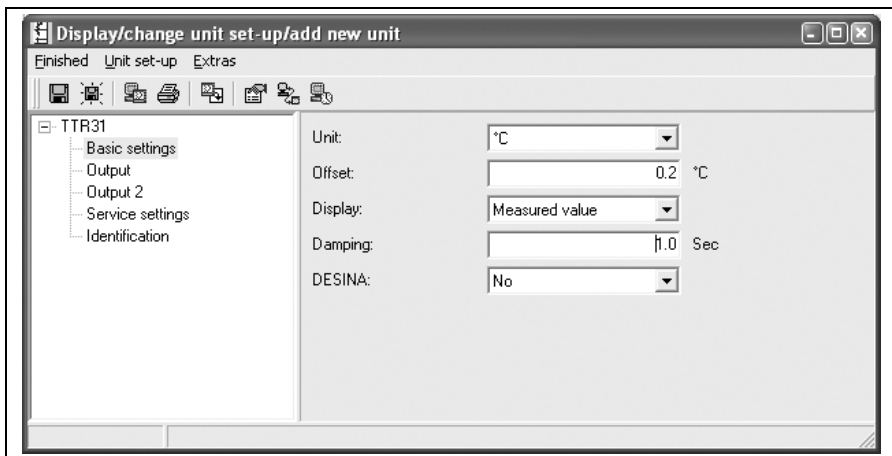 Display/change unit set-up/add new unit
Finished Unit set-up Extras
TTR31
Basic settings
Output
Output 2
Service settings
Identification
Unit: °C
Offset: 0.2 °C
Display: Measured value
Damping: 1.0 Sec
DESINA: No